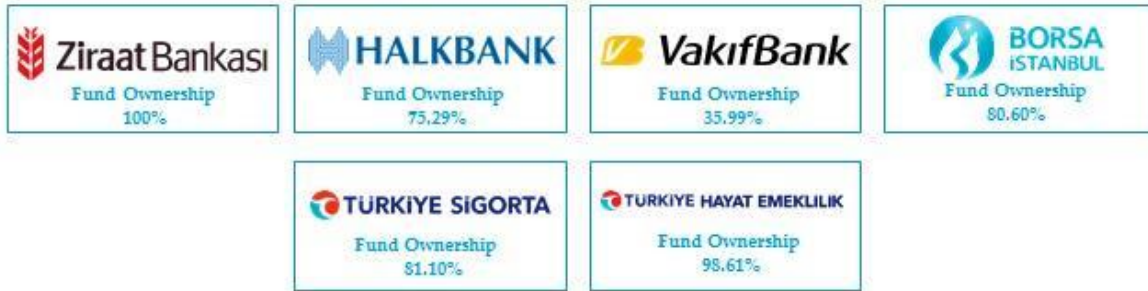 Ziraat Bankası
Fund Ownership
100%
HALKBANK
Fund Ownership
75.29%
VB VakıfBank
Fund Ownership
35.99%
BORSA
İSTANBUL
Fund Ownership
80.60%
TÜRKİYE SİGORTA
Fund Ownership
81.10%
TÜRKİYE HAYAT EMEKLİLİK
Fund Ownership
98.61%